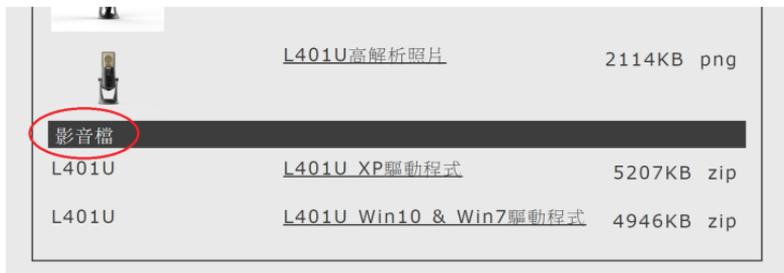 L401U高解析照片 2114KB png
影音檔
L401U L401U XP驅動程式 5207KB zip
L401U L401U Win10 & Win7驅動程式 4946KB zip